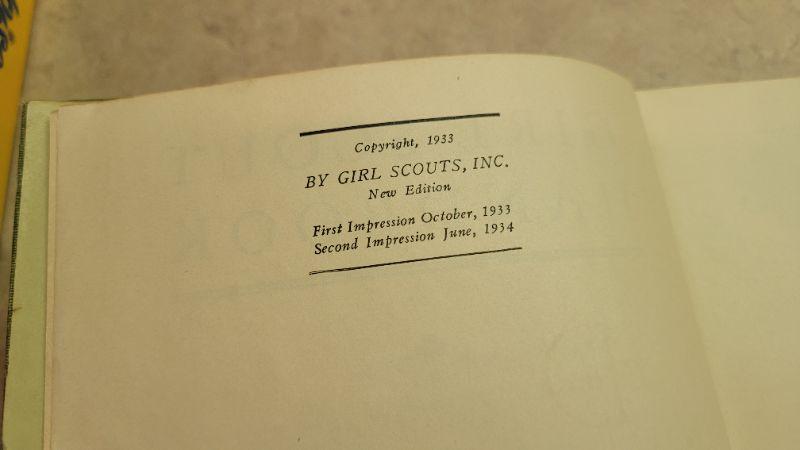 Copyright, 1933
BY GIRL SCOUTS, INC.
New Edition
First Impression October, 1933
Second Impression June, 1934